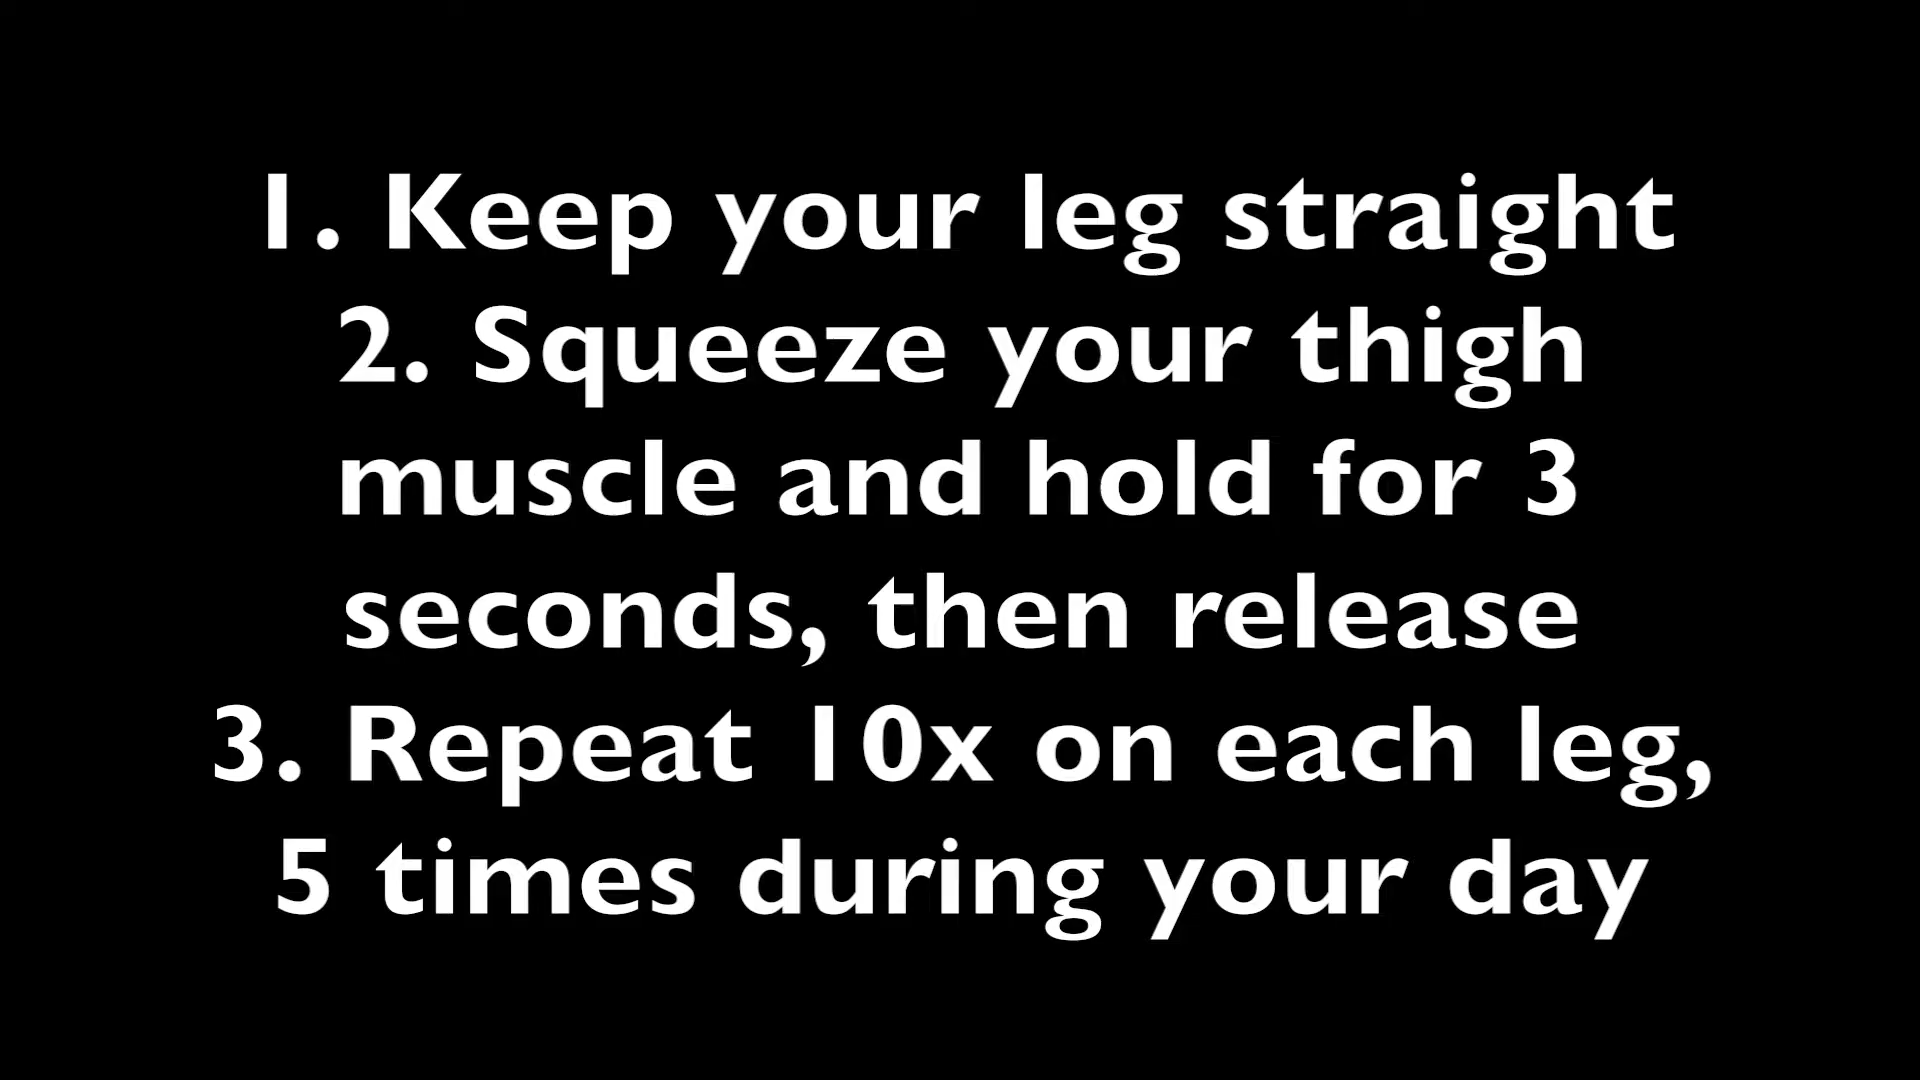 1. Keep your leg straight
2. Squeeze your thigh
muscle and hold for 3
seconds, then release
3. Repeat 10x on each leg,
5 times during your day